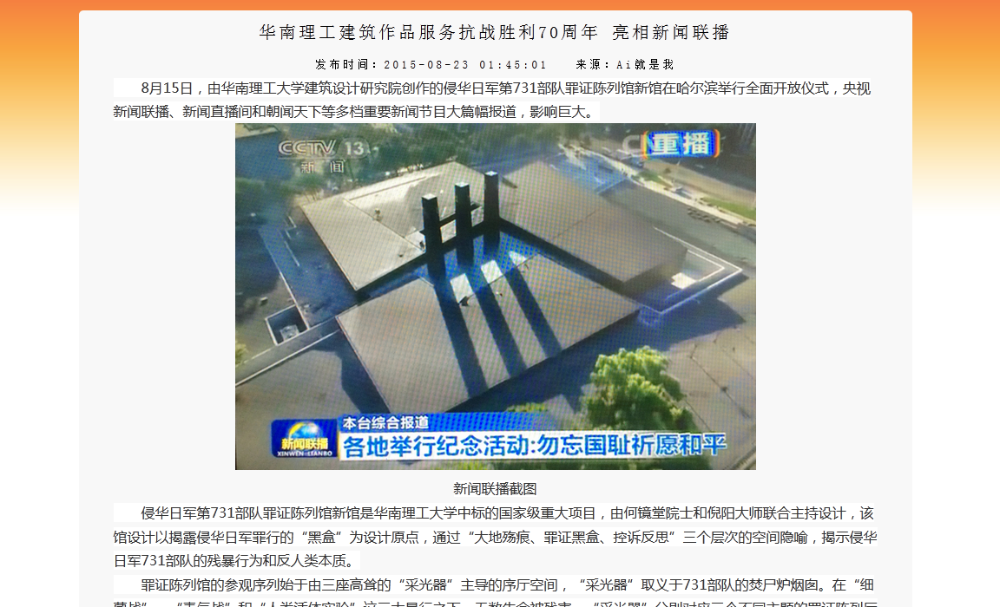 华南理工建筑作品服务抗战胜利70周年 亮相新闻联播
发布时间：2015-08-23 01:45:01 来源：Ai就是我
8月15日，由华南理工大学建筑设计研究院创作的侵华日军第731部队罪证陈列馆新馆在哈尔滨举行全面开放仪式，央视
新闻联播、新闻直播间和朝闻天下等多档重要新闻节目大篇幅报道，影响巨大。
CCTV 13
新 闻
重播
本台综合报道
新闻联播
XINWEN LIANBO
各地举行纪念活动:勿忘国耻祈愿和平
新闻联播截图
侵华日军第731部队罪证陈列馆新馆是华南理工大学中标的国家级重大项目，由何镜堂院士和倪阳大师联合主持设计，该
馆设计以揭露侵华日军罪行的“黑盒”为设计原点，通过“大地殇痕、罪证黑盒、控诉反思”三个层次的空间隐喻，揭示侵华
日军731部队的残暴行为和反人类本质。
罪证陈列馆的参观序列始于由三座高耸的“采光器”主导的序厅空间，“采光器”取义于731部队的焚尸炉烟囱。在“细
菌战”、“毒气战”和“人类活体实验”这三大暴行之下，无数生命被残害，“采光器”分别对应三个不同主题的罪证陈列厅